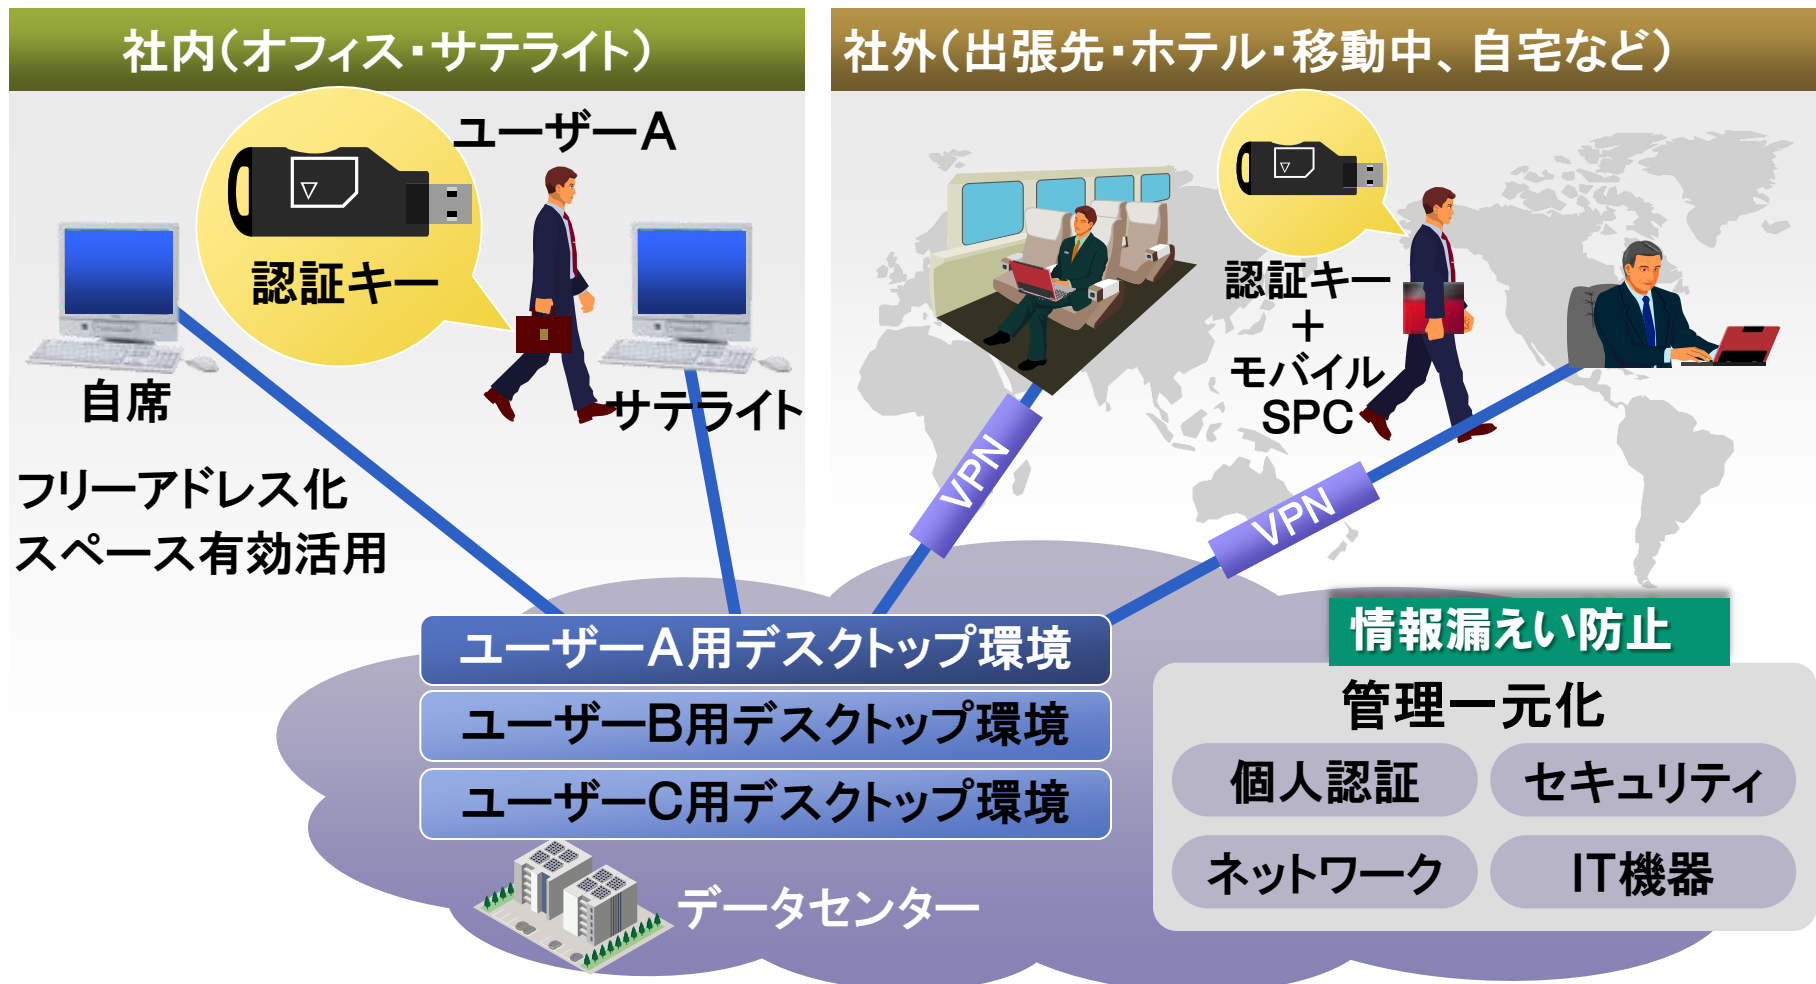 社内(オフィス・サテライト)
社外(出張先・ホテル・移動中、自宅など)
ユーザーA
認証キー
自席
サテライト
フリーアドレス化
スペース有効活用
認証キー
+
モバイル
SPC
VPN
VPN
ユーザーA用デスクトップ環境
ユーザーB用デスクトップ環境
ユーザーC用デスクトップ環境
データセンター
情報漏えい防止
管理一元化
個人認証
セキュリティ
ネットワーク
IT機器